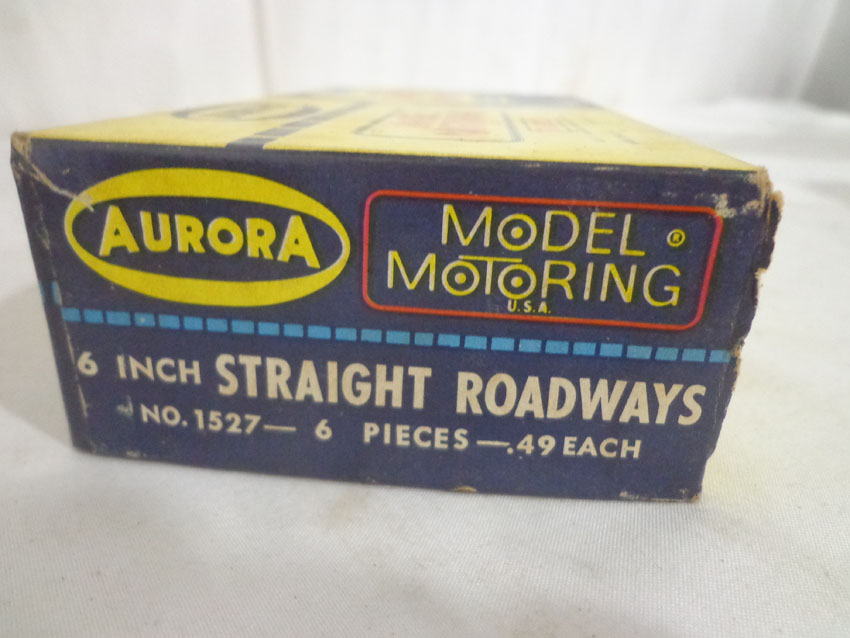 AURORA
MODEL ®
MOTORING
U.S.A.
6 INCH STRAIGHT ROADWAYS
NO. 1527— 6 PIECES —.49 EACH